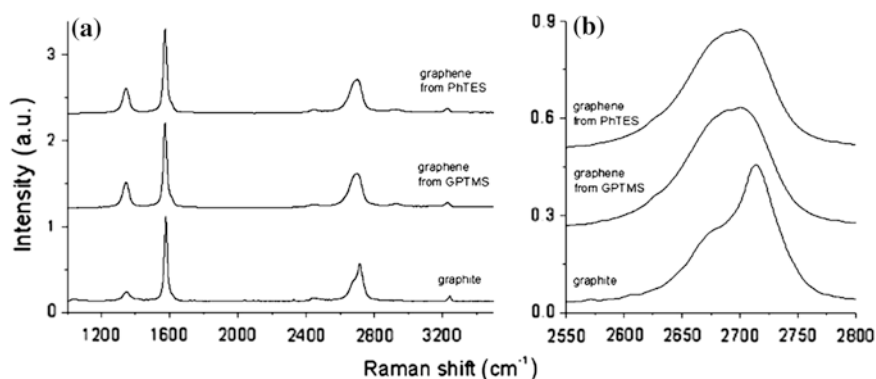 (a)
(b)
3
2
1
0
Intensity (a.u.)
graphene
from PhTES
graphene
from GPTMS
graphite
1200 1600 2000 2400 2800 3200
0.9
0.6
0.3
0.0
graphene
from PhTES
graphene
from GPTMS
graphite
2550 2600 2650 2700 2750 2800
Raman shift (cm⁻¹)